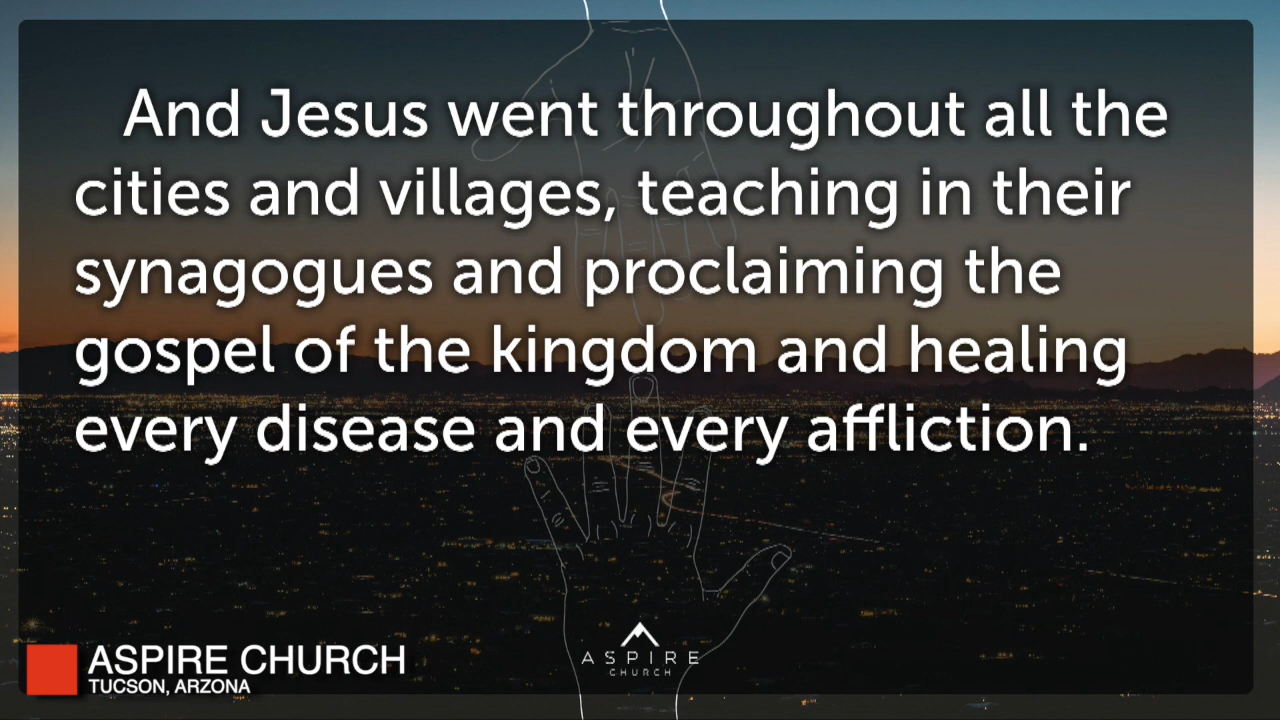 And Jesus went throughout all the
cities and villages, teaching in their
synagogues and proclaiming the
gospel of the kingdom and healing
every disease and every affliction.
ASPIRE CHURCH
TUCSON, ARZONA
ASPIRE
CHURCH